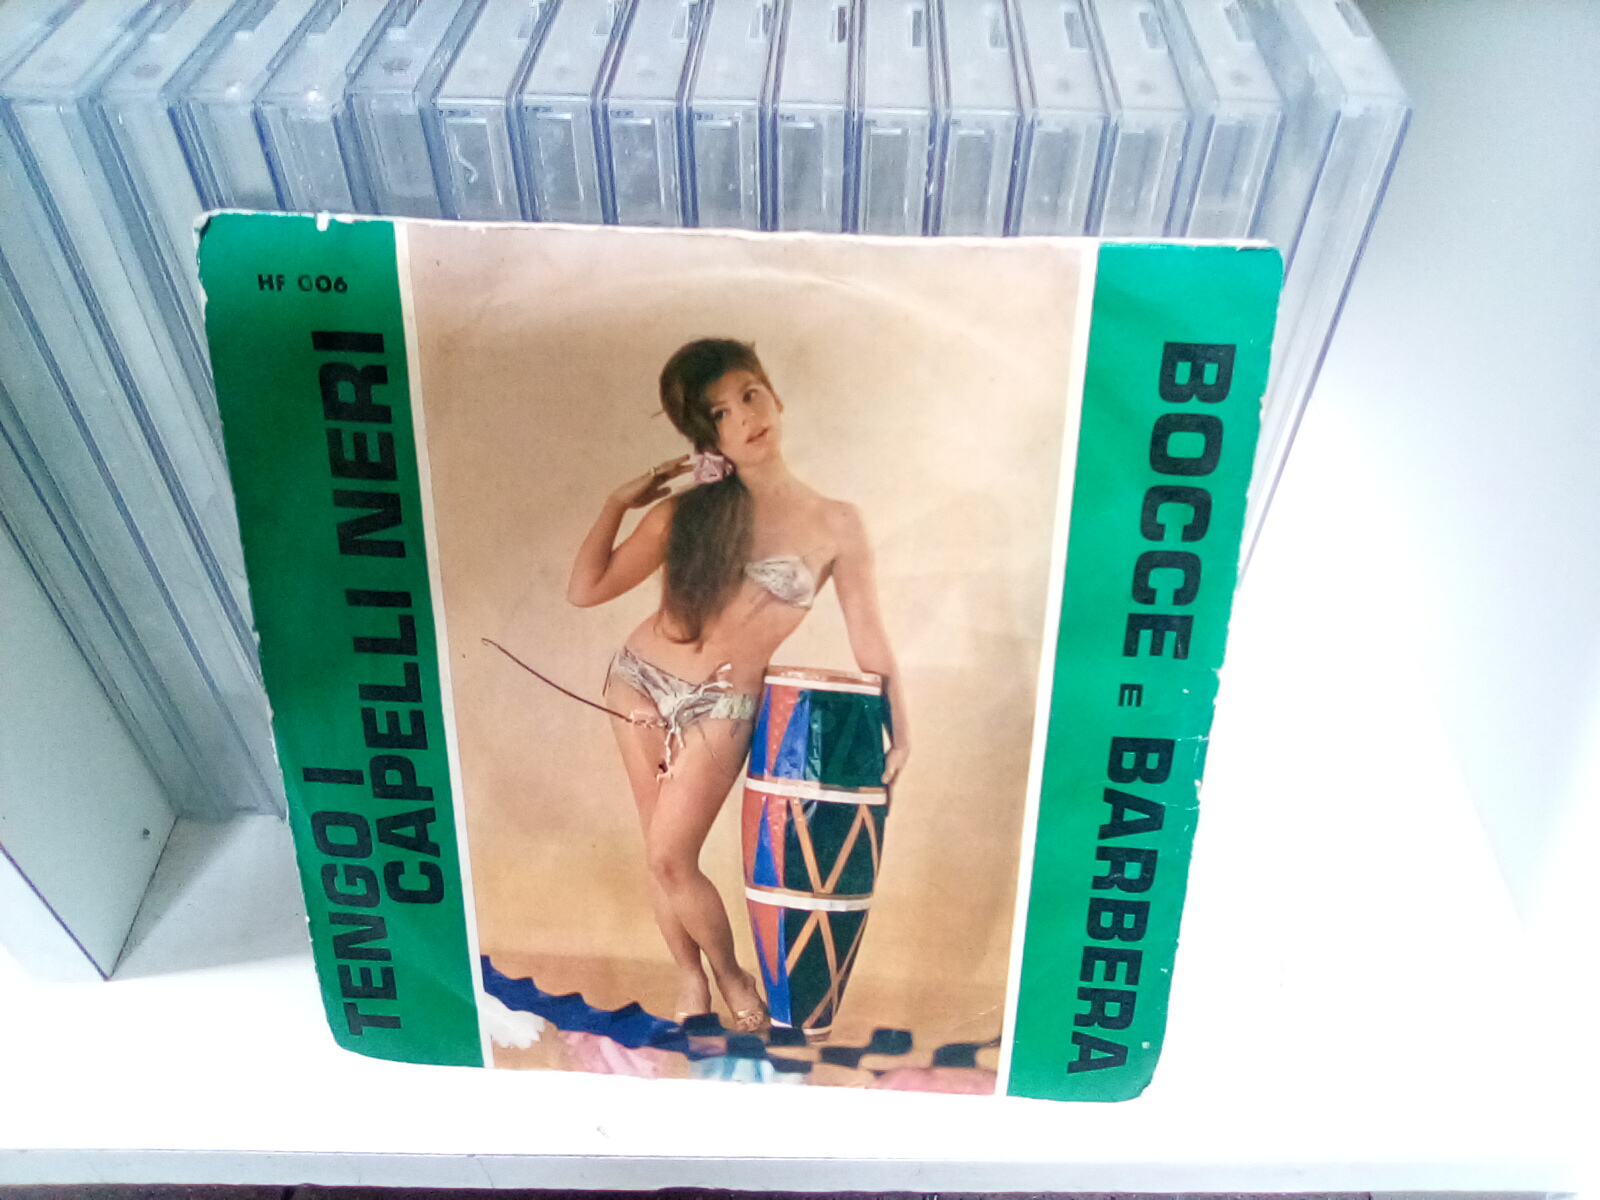 HF 006
TENGO I
CAPELLI NERI
BOCCE E BARBERA